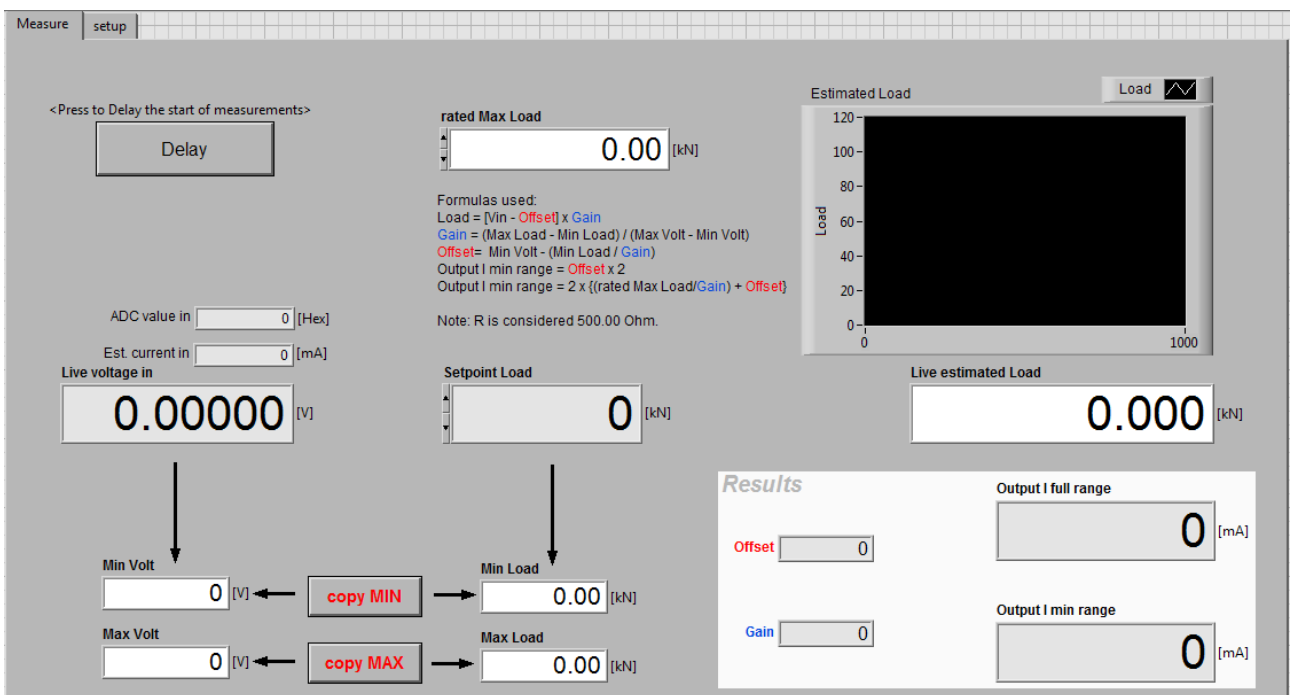 Measure
setup
<Press to Delay the start of measurements>
Delay
rated Max Load
0.00 [kN]
Formulas used:
Load = [Vin - Offset] x Gain
Gain = (Max Load - Min Load) / (Max Volt - Min Volt)
Offset= Min Volt - (Min Load / Gain)
Output I min range = Offset x 2
Output I min range = 2 x {(rated Max Load/Gain) + Offset}
Note: R is considered 500.00 Ohm.
Estimated Load
Load
120
100
80
60
40
20
0
Load
0 1000
ADC value in 0 [Hex]
Est. current in 0 [mA]
Live voltage in
0.00000 [V]
Setpoint Load
0 [kN]
Live estimated Load
0.000 [kN]
Min Volt
0 [V]
copy MIN
Min Load
0.00 [kN]
Max Volt
0 [V]
copy MAX
Max Load
0.00 [kN]
Results
Offset 0
Gain 0
Output I full range
0 [mA]
Output I min range
0 [mA]